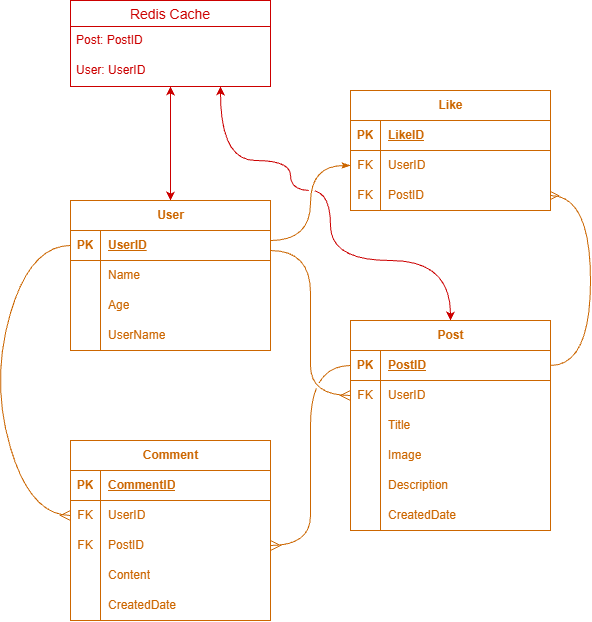 Redis Cache
Post: PostID
User: UserID
Like
PK LikeID
FK UserID
FK PostID
User
PK UserID
Name
Age
UserName
Post
PK PostID
FK UserID
Title
Image
Description
CreatedDate
Comment
PK CommentID
FK UserID
FK PostID
Content
CreatedDate